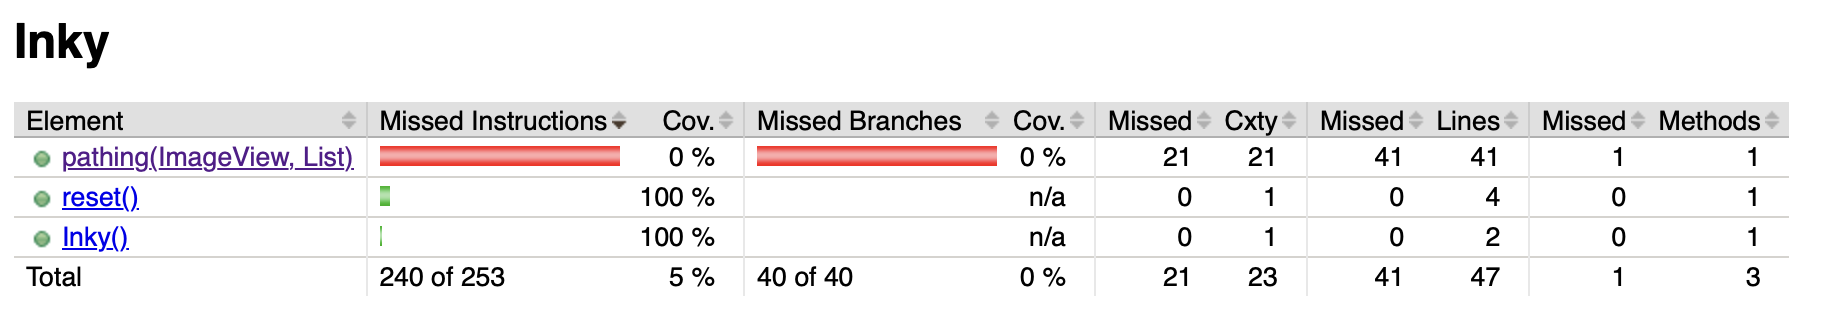 Inky
Element Missed Instructions Cov. Missed Branches Cov. Missed Cxty Missed Lines Missed Methods
pathing(ImageView, List) 0 % 0 % 21 21 41 41 1 1
reset() 100 % n/a 0 1 0 4 0 1
Inky() 100 % n/a 0 1 0 2 0 1
Total 240 of 253 5 % 40 of 40 0 % 21 23 41 47 1 3